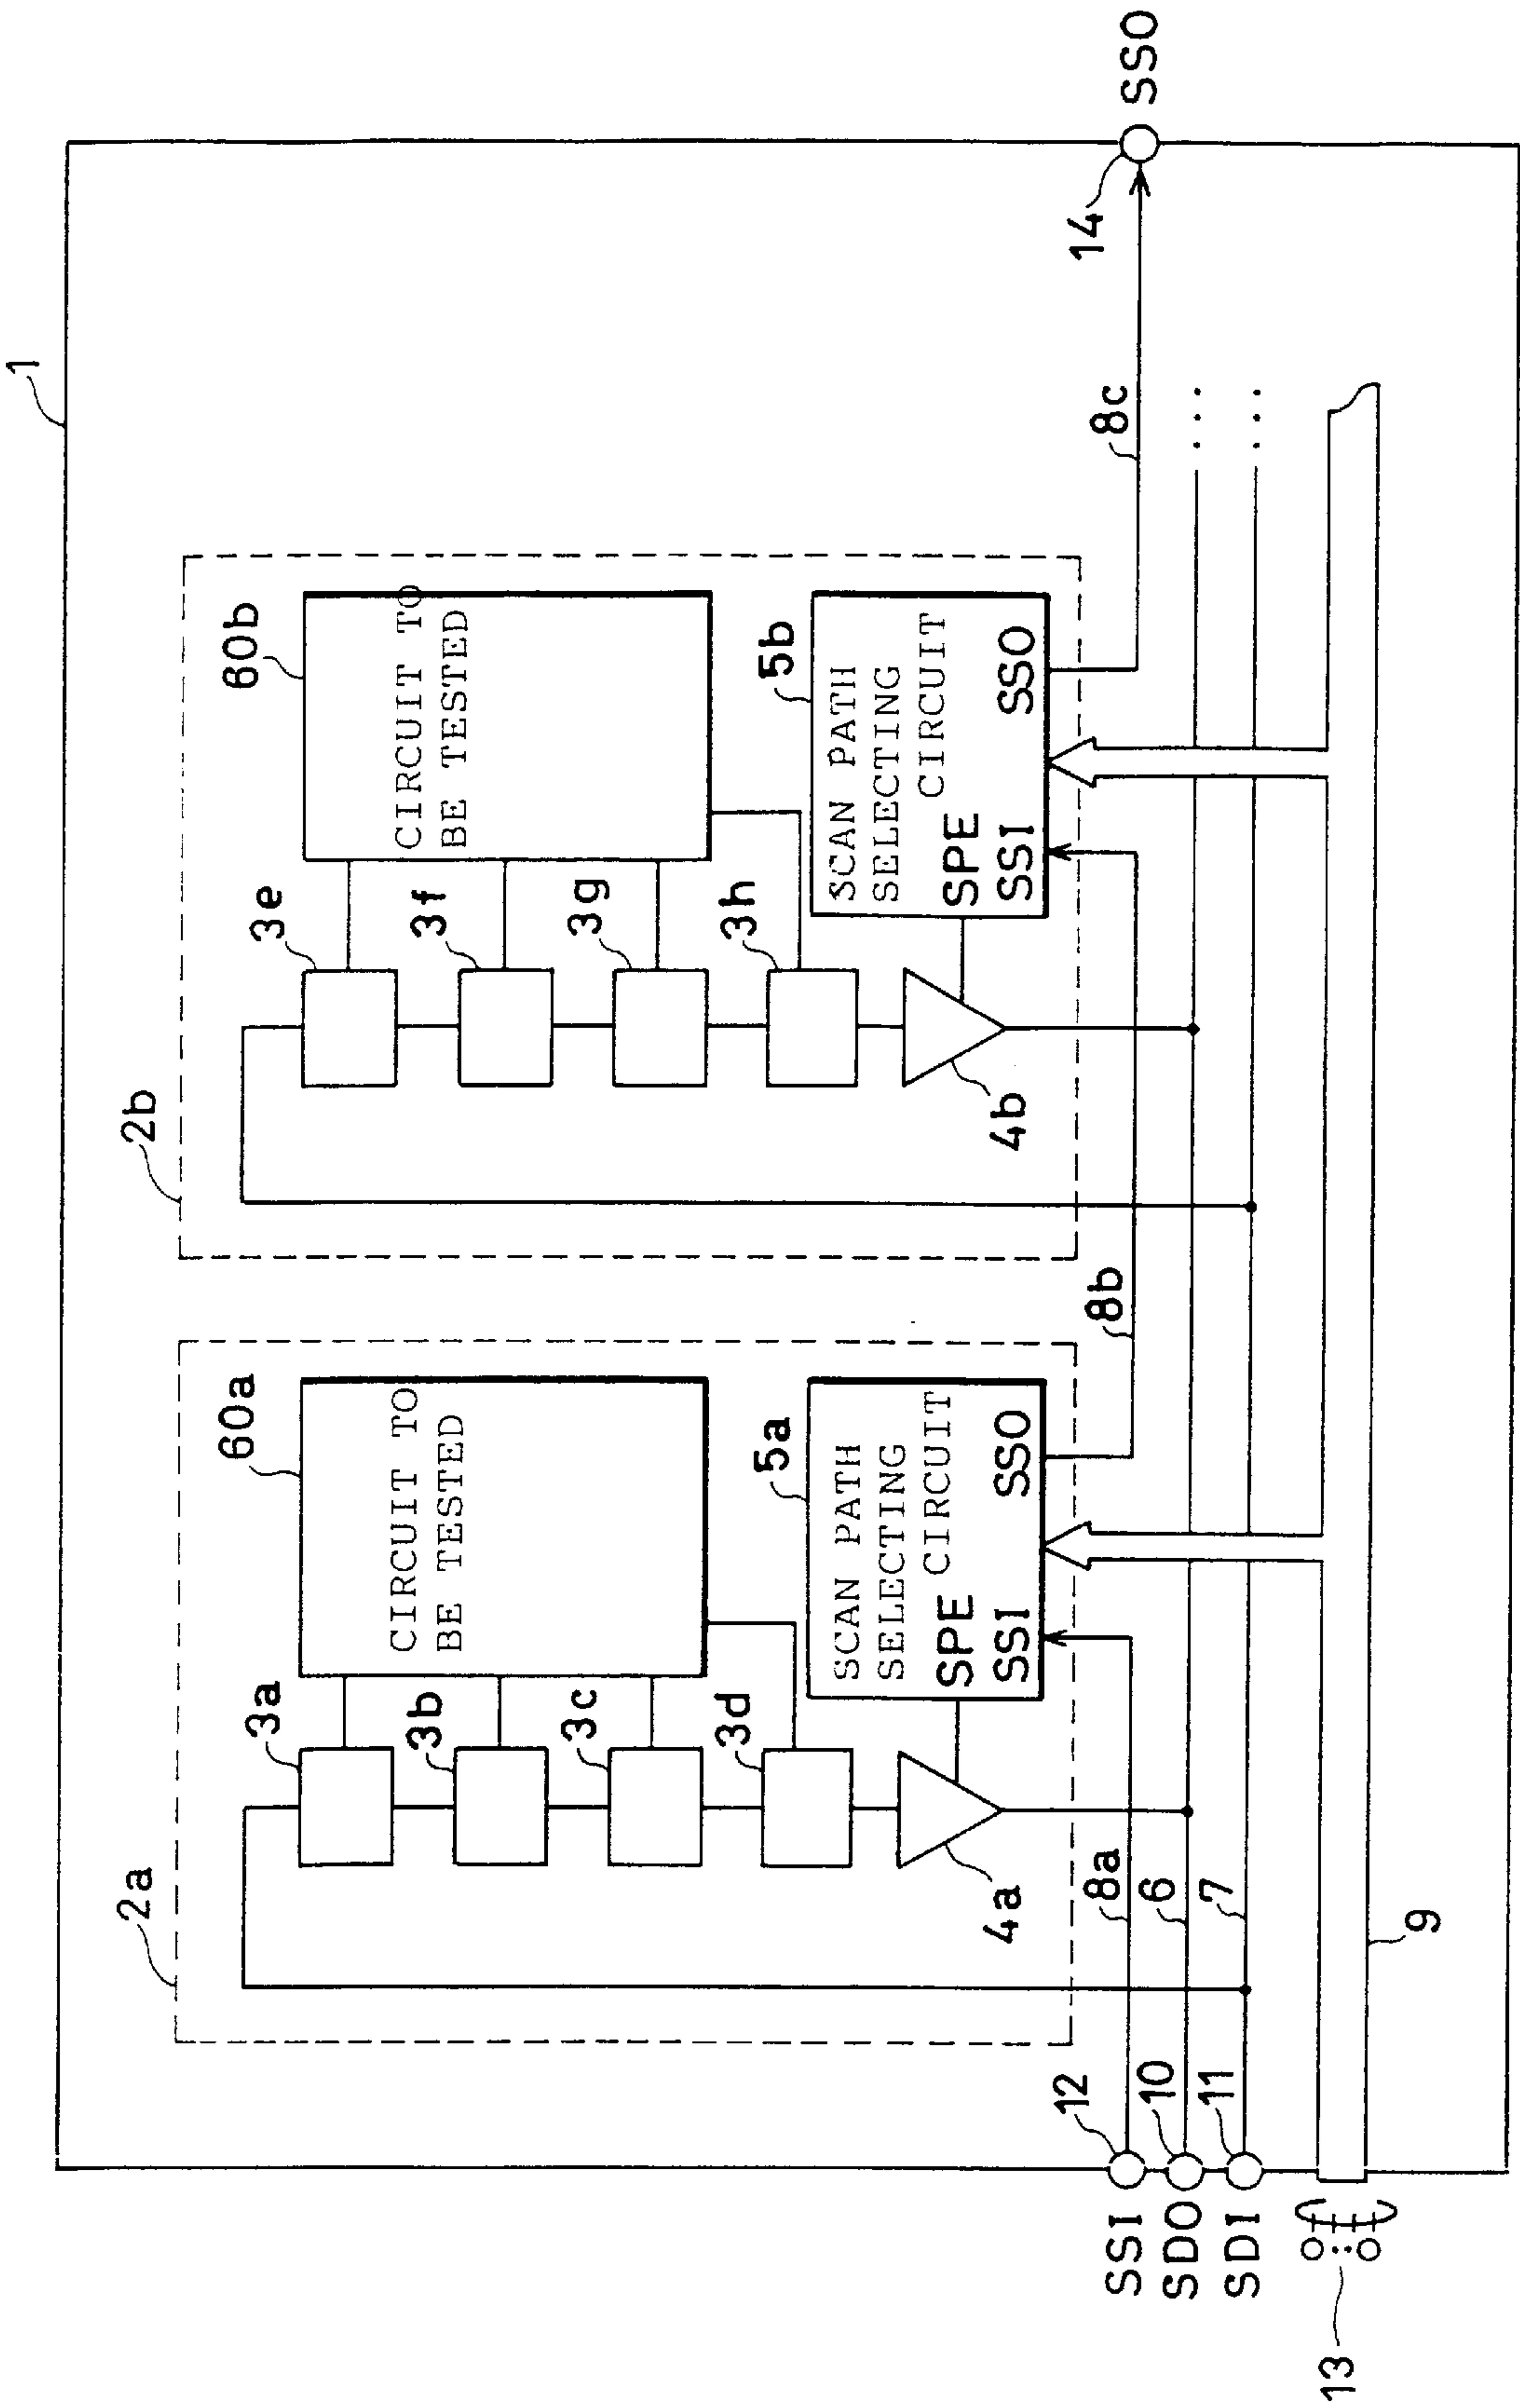 1
2a
2b
60a
CIRCUIT TO
BE TESTED
60b
CIRCUIT TO
BE TESTED
3a
3b
3c
3d
3e
3f
3g
3h
4a
4b
5a
SCAN PATH
SELECTING
CIRCUIT
SPE
SSI
SSO
5b
SCAN PATH
SELECTING
CIRCUIT
SPE
SSI
SSO
8a
8b
8c
6
7
9
12
SSI
10
SDO
11
SDI
13
14
SSO